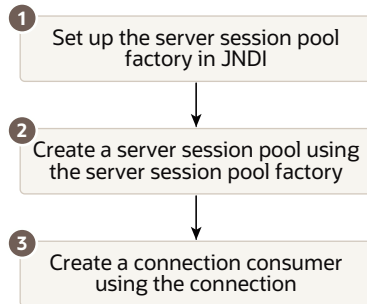 1
Set up the server session pool
factory in JNDI
2
Create a server session pool using
the server session pool factory
3
Create a connection consumer
using the connection